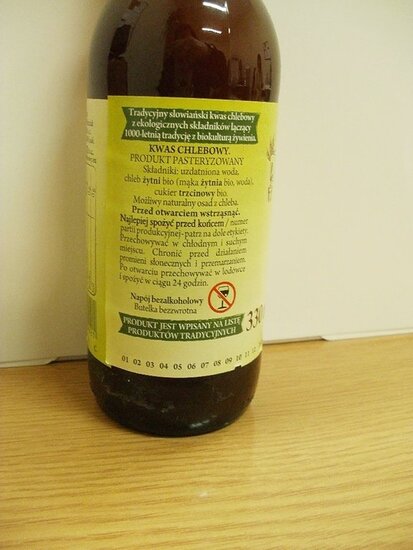 Tradycyjny słowiański kwas chlebowy
z ekologicznych składników łączący
1000-letnią tradycję z biokulturą żywienia.
KWAS CHLEBOWY.
PRODUKT PASTERYZOWANY
Składniki: uzdatniona woda,
chleb żytni bio (mąka żytnia bio, woda),
cukier trzcinowy bio.
Możliwy naturalny osad z chleba.
Przed otwarciem wstrząsnąć.
Najlepiej spożyć przed końcem / numer
partii produkcyjnej - patrz na dole etykiety.
Przechowywać w chłodnym i suchym
miejscu. Chronić przed działaniem
promieni słonecznych i przemarzaniem.
Po otwarciu przechowywać w lodówce
i spożyć w ciągu 24 godzin.
Napój bezalkoholowy
Butelka bezzwrotna
PRODUKT JEST WPISANY NA LISTĘ
PRODUKTÓW TRADYCYJNYCH
330
01 02 03 04 05 06 07 08 09 10 11 12